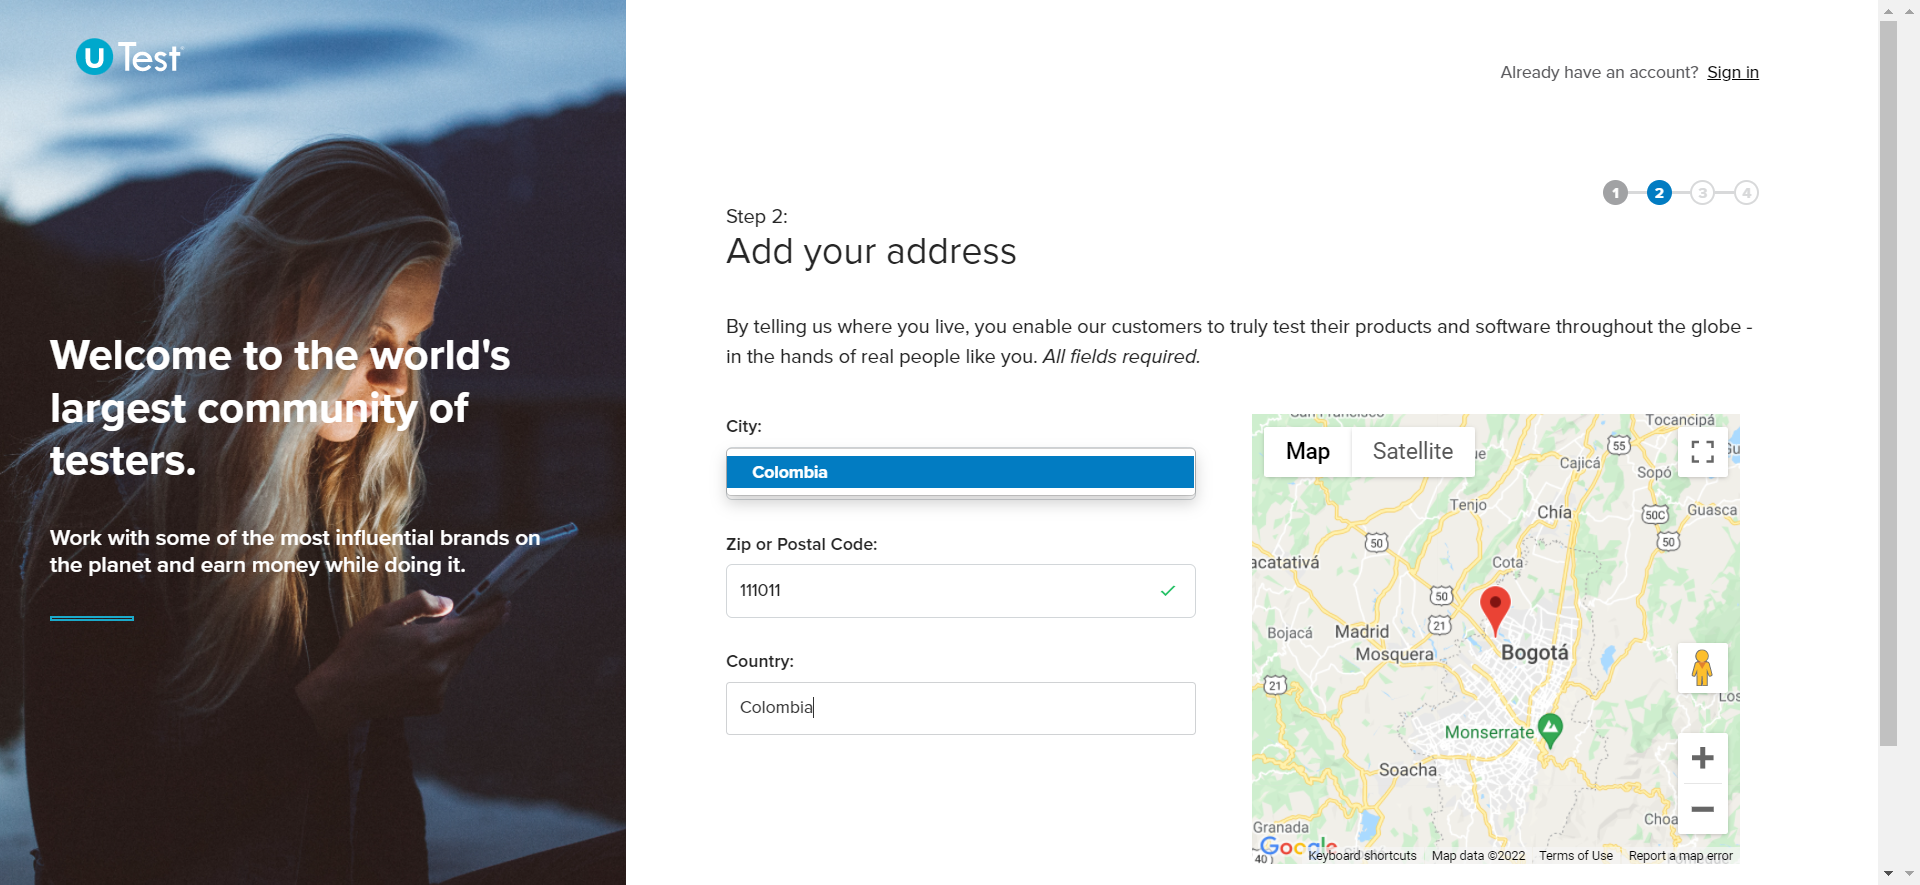 U Test
Already have an account? Sign in
1 2 3 4
Step 2:
Add your address
By telling us where you live, you enable our customers to truly test their products and software throughout the globe -
in the hands of real people like you. All fields required.
Welcome to the world's
largest community of
testers.
Work with some of the most influential brands on
the planet and earn money while doing it.
City:
Colombia
Zip or Postal Code:
111011
Country:
Colombia
Map Satellite
Tocancipá
55
Cajicá
Sopó
Tenjo
Chía
50C
Guasca
50
50
acatativá
Cota
50
21
Bojacá
Madrid
Mosquera
Bogotá
21
Los
Monserrate
Soacha
Choa
Granada
40
Google
Keyboard shortcuts Map data ©2022 Terms of Use Report a map error